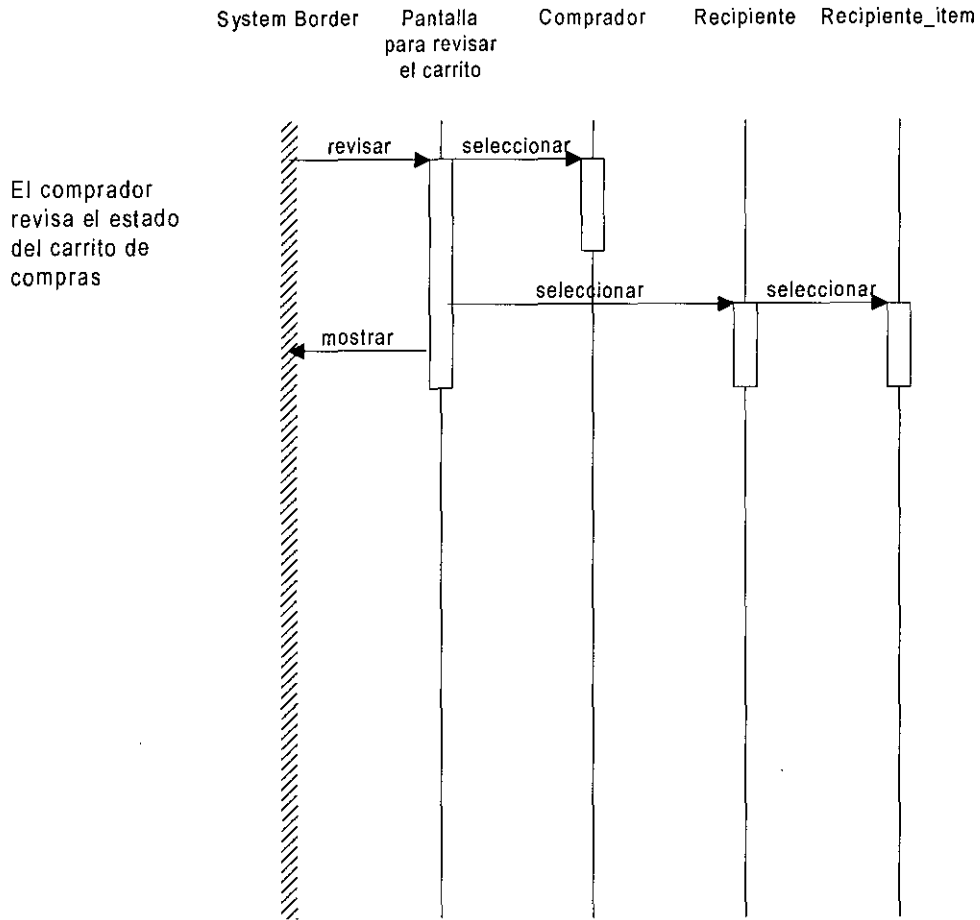 System Border
Pantalla
para revisar
el carrito
Comprador
Recipiente
Recipiente_item
revisar
seleccionar
El comprador
revisa el estado
del carrito de
compras
seleccionar
seleccionar
mostrar